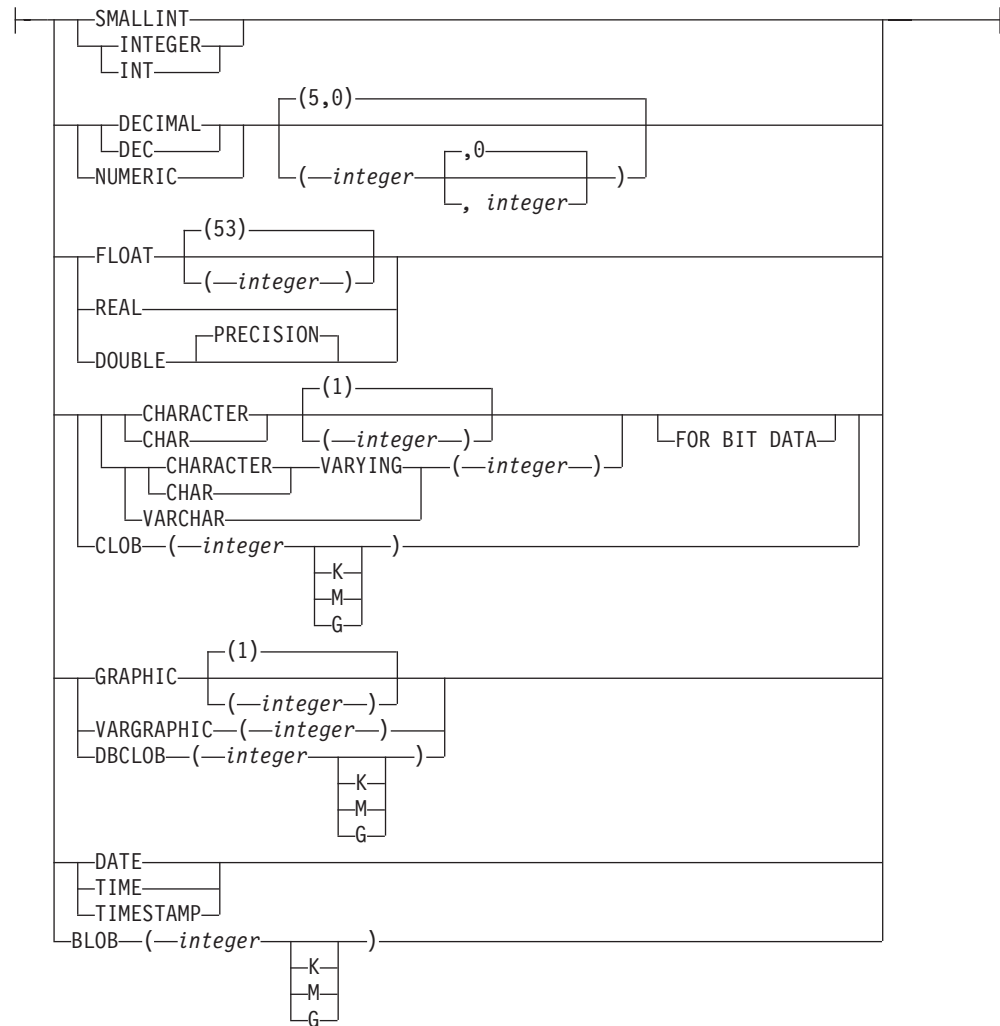 SMALLINT
INTEGER
INT
(5,0)
DECIMAL
DEC
,0
NUMERIC
( integer )
, integer
(53)
FLOAT
( integer )
REAL
PRECISION
DOUBLE
(1)
CHARACTER
CHAR
( integer )
FOR BIT DATA
CHARACTER VARYING ( integer )
CHAR
VARCHAR
CLOB ( integer )
K
M
G
(1)
GRAPHIC
( integer )
VARGRAPHIC ( integer )
DBCLOB ( integer )
K
M
G
DATE
TIME
TIMESTAMP
BLOB ( integer )
K
M
G